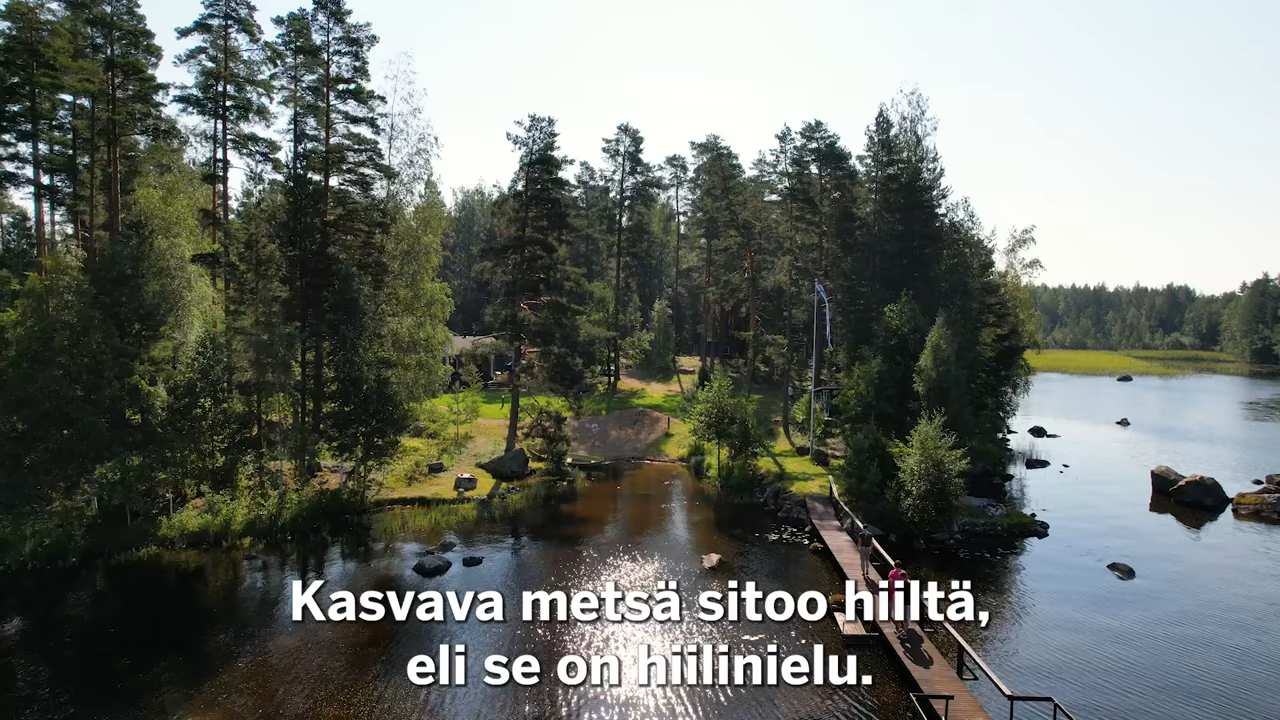 Kasvava metsä sitoo hiiltä,
eli se on hiilinielu.